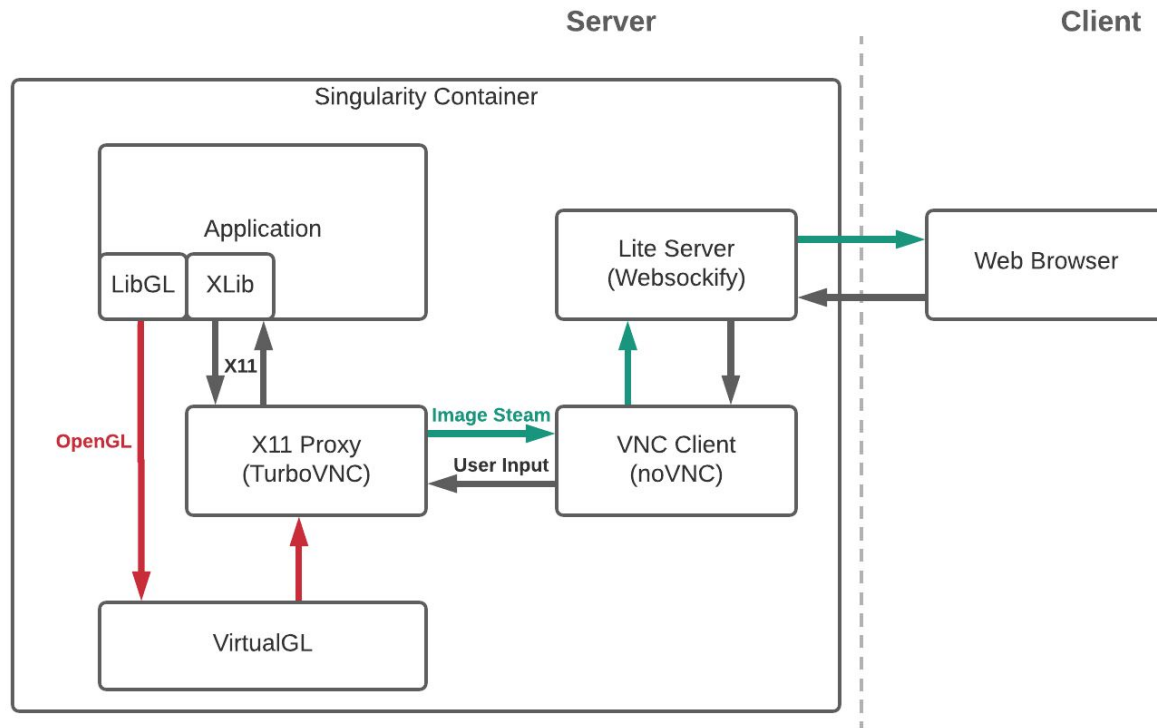 Server
Client
Singularity Container
Application
LibGL
XLib
Lite Server
(Websockify)
Web Browser
X11
OpenGL
X11 Proxy
(TurboVNC)
Image Steam
User Input
VNC Client
(noVNC)
VirtualGL